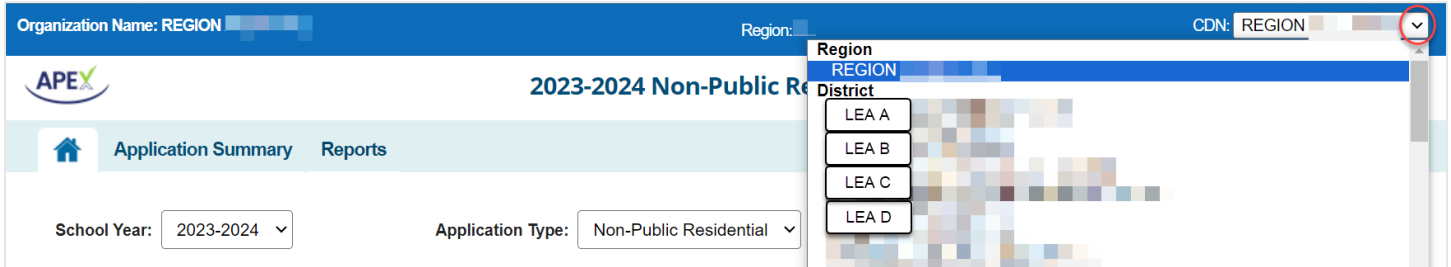 Organization Name: REGION
Region:
CDN: REGION
Region
REGION
District
LEA A
LEA B
LEA C
LEA D
APEX
2023-2024 Non-Public
Application Summary
Reports
School Year: 2023-2024
Application Type: Non-Public Residential